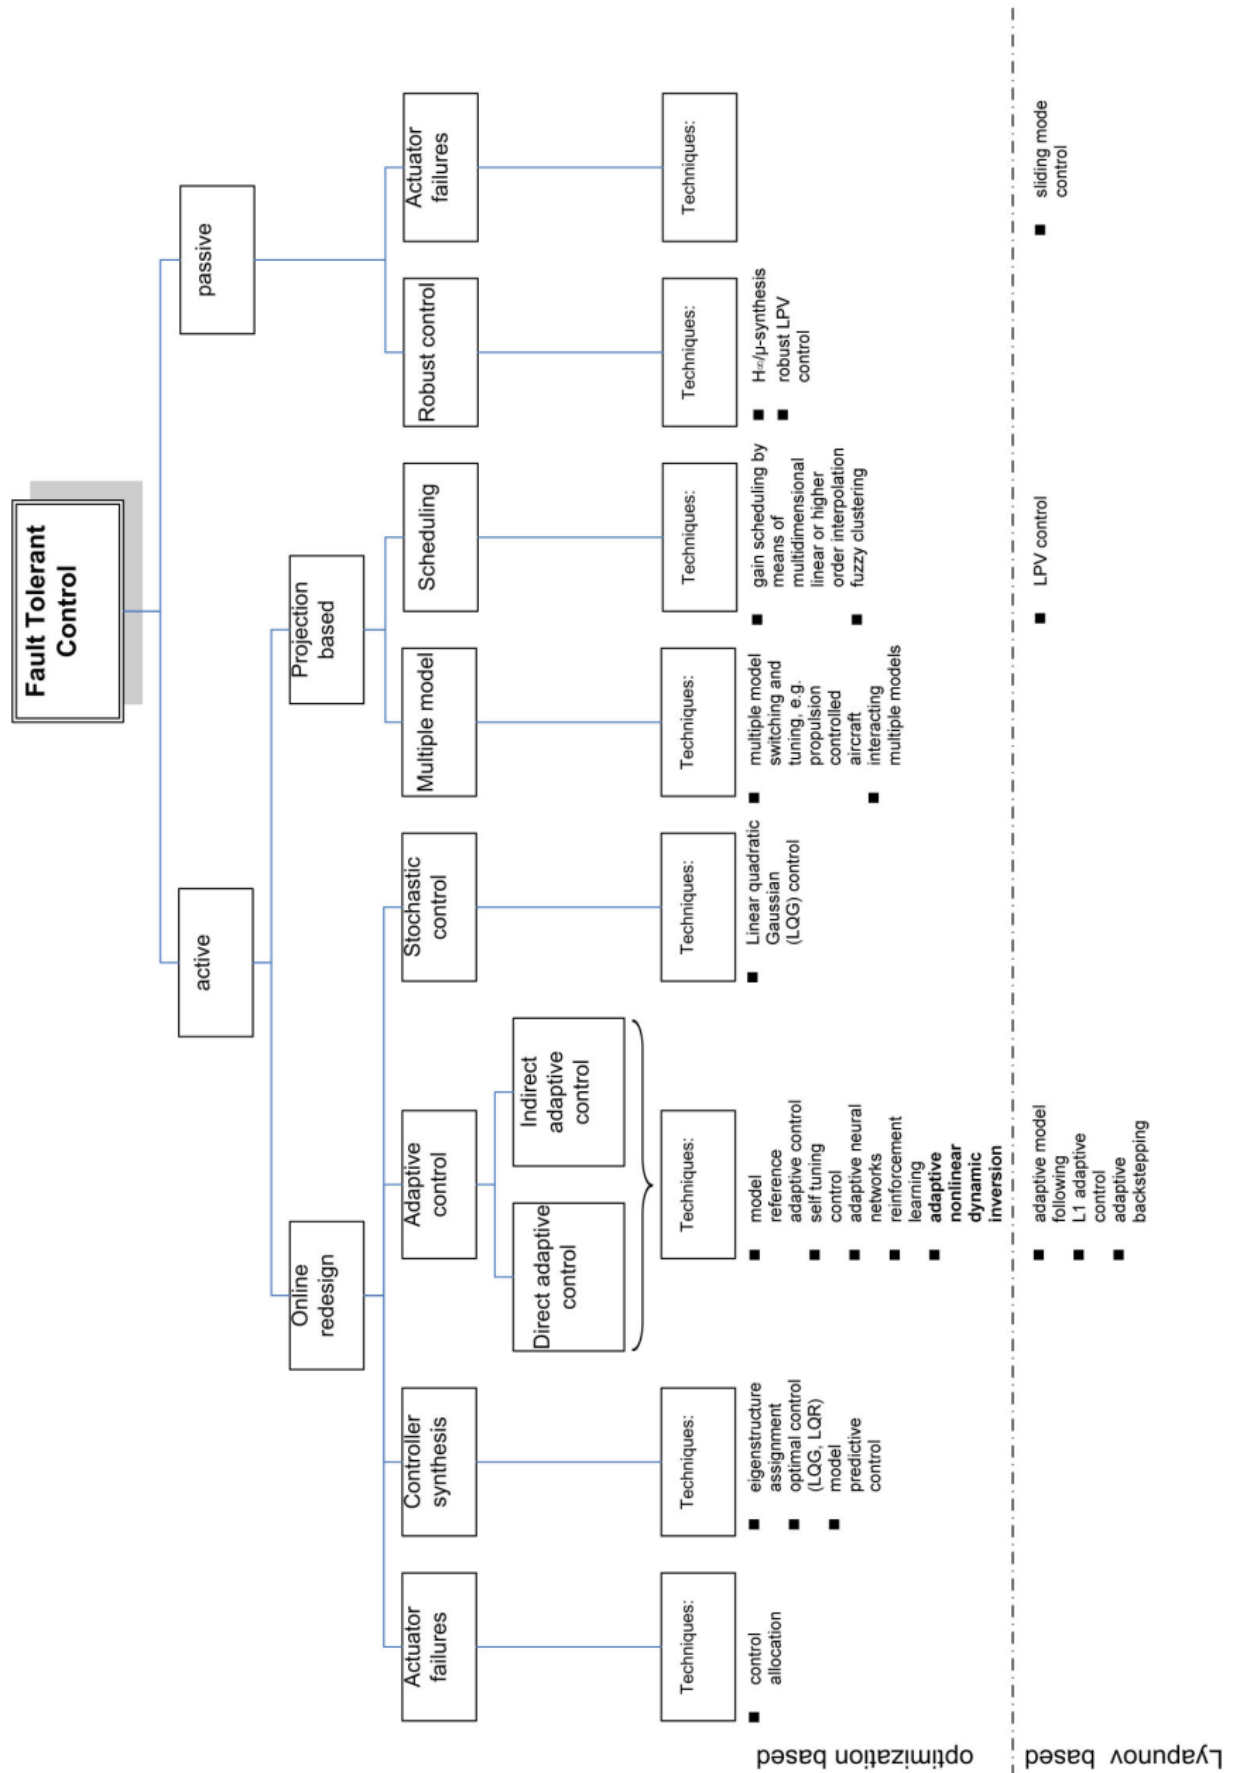 Fault Tolerant
Control
active
passive
Online
redesign
Projection
based
Actuator
failures
Controller
synthesis
Adaptive
control
Stochastic
control
Multiple model
Scheduling
Robust control
Actuator
failures
Direct adaptive
control
Indirect
adaptive
control
Techniques:
Techniques:
Techniques:
Techniques:
Techniques:
Techniques:
Techniques:
Techniques:
optimization based
■ control
allocation
■ eigenstructure
assignment
■ optimal control
(LQG, LQR)
■ model
predictive
control
■ model
reference
adaptive control
■ self tuning
control
■ adaptive neural
networks
■ reinforcement
learning
■ adaptive
nonlinear
dynamic
inversion
■ Linear quadratic
Gaussian
(LQG) control
■ multiple model
switching and
tuning, e.g.
propulsion
controlled
aircraft
■ interacting
multiple models
■ gain scheduling by
means of
multidimensional
linear or higher
order interpolation
■ fuzzy clustering
■ H∞/μ-synthesis
■ robust LPV
control
Lyapunov based
■ adaptive model
following
■ L1 adaptive
control
■ adaptive
backstepping
■ LPV control
■ sliding mode
control